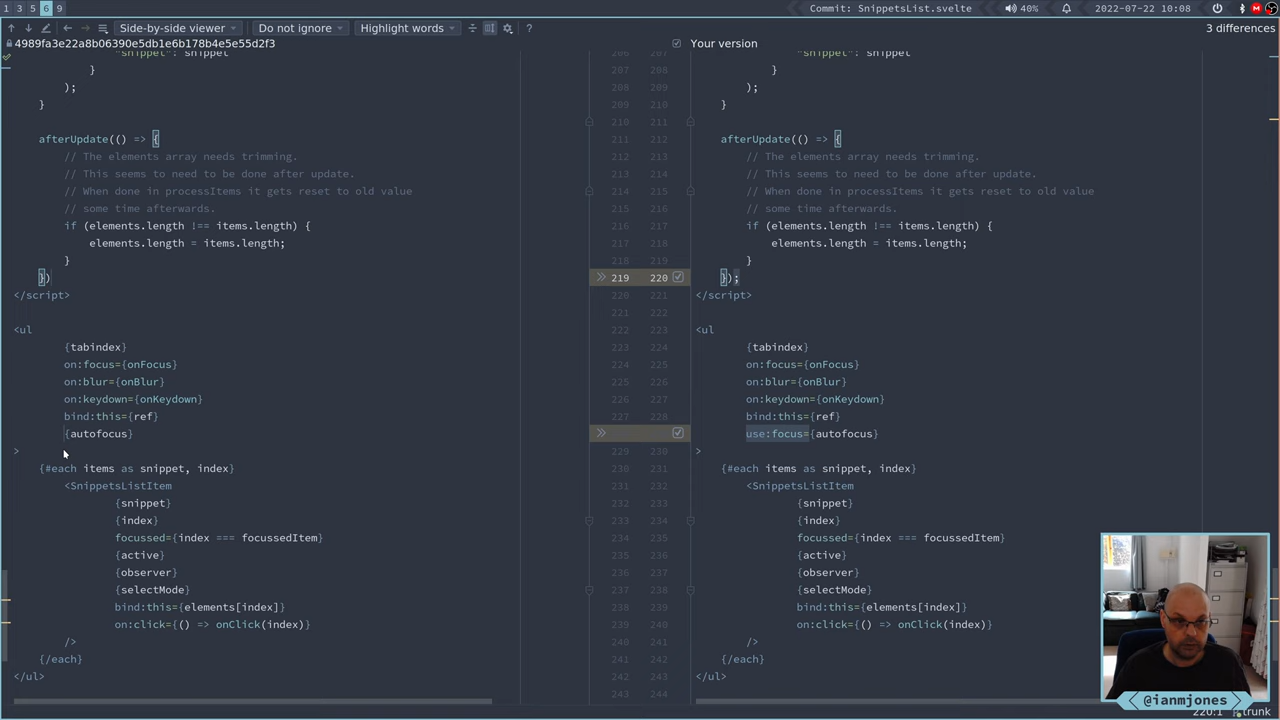 1 3 5 6 9 Commit: SnippetsList.svelte 40% 2022-07-22 10:08
Side-by-side viewer Do not ignore Highlight words ? 3 differences
4989fa3e22a8b06390e5db1e6b178b4e5e55d2f3 Your version
"snippet": snippet 206 207 "snippet": snippet
} 207 208 }
); 208 209 );
} 209 210 }
210 211
afterUpdate(() => { 211 212 afterUpdate(() => {
// The elements array needs trimming. 212 213 // The elements array needs trimming.
// This seems to need to be done after update. 213 214 // This seems to need to be done after update.
// When done in processItems it gets reset to old value 214 215 // When done in processItems it gets reset to old value
// some time afterwards. 215 216 // some time afterwards.
if (elements.length !== items.length) { 216 217 if (elements.length !== items.length) {
elements.length = items.length; 217 218 elements.length = items.length;
} 218 219 }
}) 219 220 });
</script> 220 221 </script>
221 222
<ul 222 223 <ul
{tabindex} 223 224 {tabindex}
on:focus={onFocus} 224 225 on:focus={onFocus}
on:blur={onBlur} 225 226 on:blur={onBlur}
on:keydown={onKeydown} 226 227 on:keydown={onKeydown}
bind:this={ref} 227 228 bind:this={ref}
{autofocus} use:focus={autofocus}
> 229 230 >
{#each items as snippet, index} 230 231 {#each items as snippet, index}
<SnippetsListItem 231 232 <SnippetsListItem
{snippet} 232 233 {snippet}
{index} 233 234 {index}
focussed={index === focussedItem} 234 235 focussed={index === focussedItem}
{active} 235 236 {active}
{observer} 236 237 {observer}
{selectMode} 237 238 {selectMode}
bind:this={elements[index]} 238 239 bind:this={elements[index]}
on:click={() => onClick(index)} 239 240 on:click={() => onClick(index)}
/> 240 241 />
{/each} 241 242 {/each}
</ul> 242 243 </ul>
243 244
@ianmjones
220:1 trunk